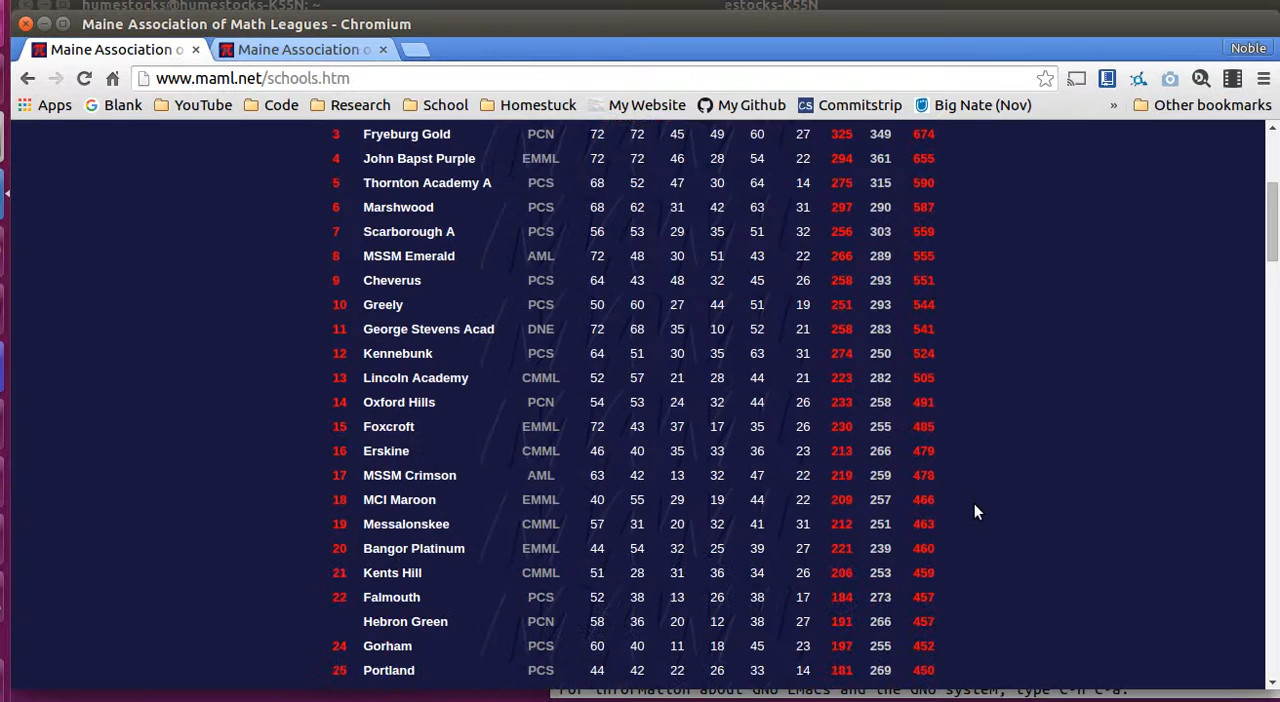 humestocks@humestocks-K55N: ~ estocks-K55N
Maine Association of Math Leagues - Chromium
Maine Association o × Maine Association o × Noble
www.maml.net/schools.htm
Apps Blank YouTube Code Research School Homestuck My Website My Github CS Commitstrip Big Nate (Nov) » Other bookmarks
3 Fryeburg Gold PCN 72 72 45 49 60 27 325 349 674
4 John Bapst Purple EMML 72 72 46 28 54 22 294 361 655
5 Thornton Academy A PCS 68 52 47 30 64 14 275 315 590
6 Marshwood PCS 68 62 31 42 63 31 297 290 587
7 Scarborough A PCS 56 53 29 35 51 32 256 303 559
8 MSSM Emerald AML 72 48 30 51 43 22 266 289 555
9 Cheverus PCS 64 43 48 32 45 26 258 293 551
10 Greely PCS 50 60 27 44 51 19 251 293 544
11 George Stevens Acad DNE 72 68 35 10 52 21 258 283 541
12 Kennebunk PCS 64 51 30 35 63 31 274 250 524
13 Lincoln Academy CMML 52 57 21 28 44 21 223 282 505
14 Oxford Hills PCN 54 53 24 32 44 26 233 258 491
15 Foxcroft EMML 72 43 37 17 35 26 230 255 485
16 Erskine CMML 46 40 35 33 36 23 213 266 479
17 MSSM Crimson AML 63 42 13 32 47 22 219 259 478
18 MCI Maroon EMML 40 55 29 19 44 22 209 257 466
19 Messalonskee CMML 57 31 20 32 41 31 212 251 463
20 Bangor Platinum EMML 44 54 32 25 39 27 221 239 460
21 Kents Hill CMML 51 28 31 36 34 26 206 253 459
22 Falmouth PCS 52 38 13 26 38 17 184 273 457
Hebron Green PCN 58 36 20 12 38 27 191 266 457
24 Gorham PCS 60 40 11 18 45 23 197 255 452
25 Portland PCS 44 42 22 26 33 14 181 269 450
For information about GNU Emacs and the GNU system, type C-h C-a.